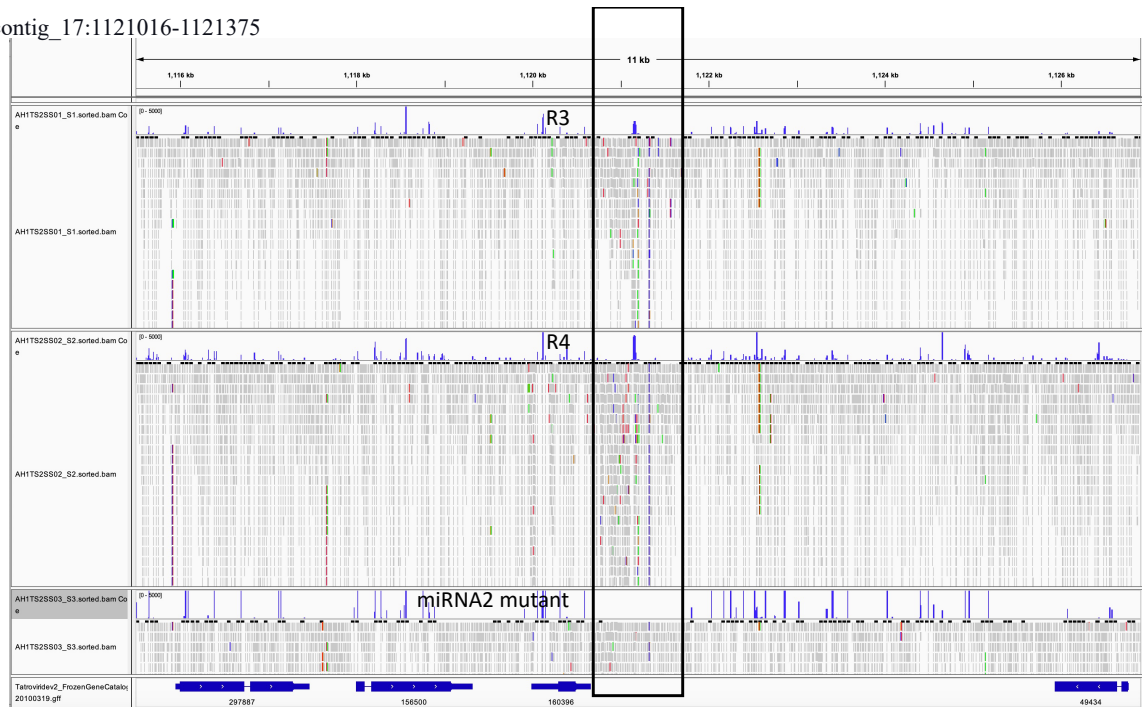 ontig_17:1121016-1121375
11 kb
1,116 kb 1,118 kb 1,120 kb 1,122 kb 1,124 kb 1,126 kb
AH1TS2SS01_S1.sorted.bam Co
e
[0 - 5000]
R3
AH1TS2SS01_S1.sorted.bam
AH1TS2SS02_S2.sorted.bam Co
e
[0 - 5000]
R4
AH1TS2SS02_S2.sorted.bam
AH1TS2SS03_S3.sorted.bam Co
e
[0 - 5000]
miRNA2 mutant
AH1TS2SS03_S3.sorted.bam
Tatroviridev2_FrozenGeneCatalog
20100319.gff
297887 156500 160396 49434